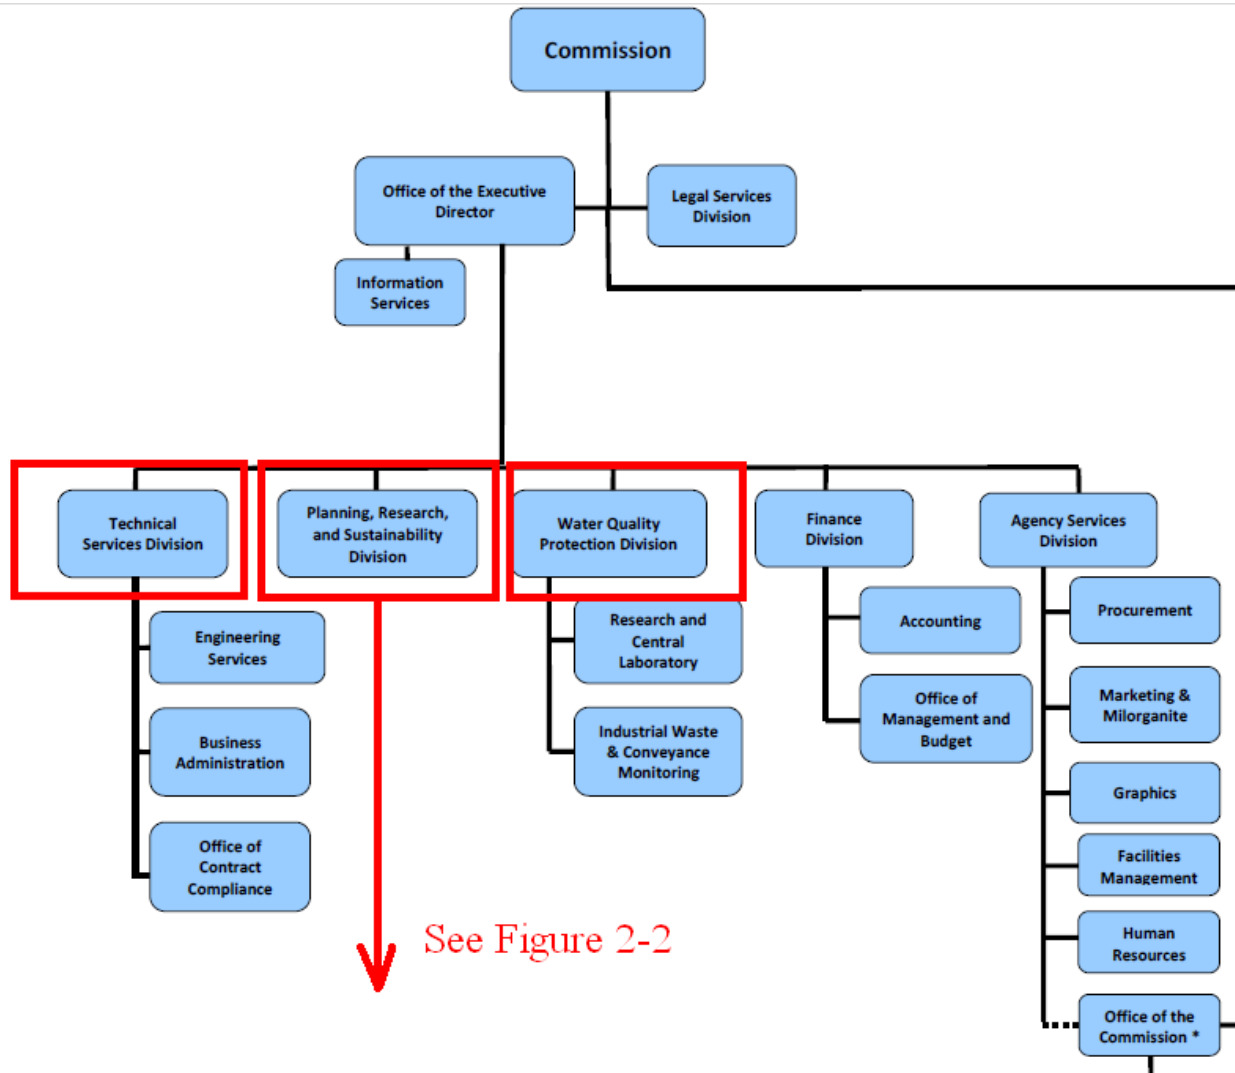 Commission
Office of the Executive
Director
Legal Services
Division
Information
Services
Technical
Services Division
Planning, Research,
and Sustainability
Division
Water Quality
Protection Division
Finance
Division
Agency Services
Division
Engineering
Services
Business
Administration
Office of
Contract
Compliance
Research and
Central
Laboratory
Industrial Waste
& Conveyance
Monitoring
Accounting
Office of
Management and
Budget
Procurement
Marketing &
Milorganite
Graphics
Facilities
Management
Human
Resources
Office of the
Commission *
See Figure 2-2